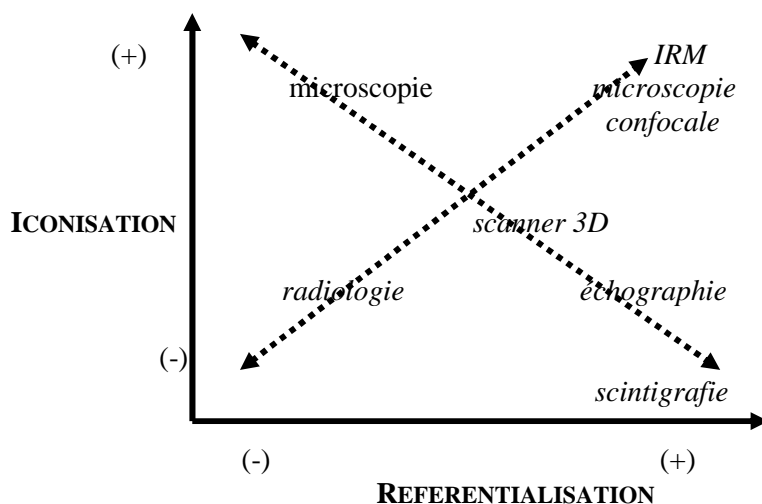 (+)
IRM
microscopie
microscopie
confocale
ICONISATION
scanner 3D
radiologie
échographie
(-)
scintigrafie
(-)
(+)
REFERENTIALISATION